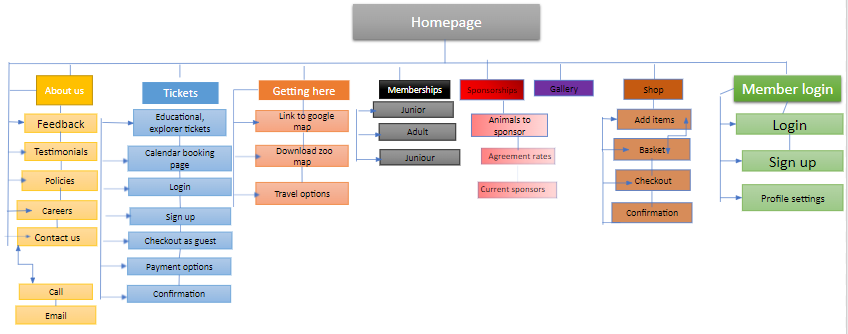 Homepage
About us
Feedback
Testimonials
Policies
Careers
Contact us
Call
Email
Tickets
Educational,
explorer tickets
Calendar booking
page
Login
Sign up
Checkout as guest
Payment options
Confirmation
Getting here
Link to google
map
Download zoo
map
Travel options
Memberships
Junior
Adult
Juniour
Sponsorships
Animals to
sponsor
Agreement rates
Current sponsors
Gallery
Shop
Add items
Basket
Checkout
Confirmation
Member login
Login
Sign up
Profile settings